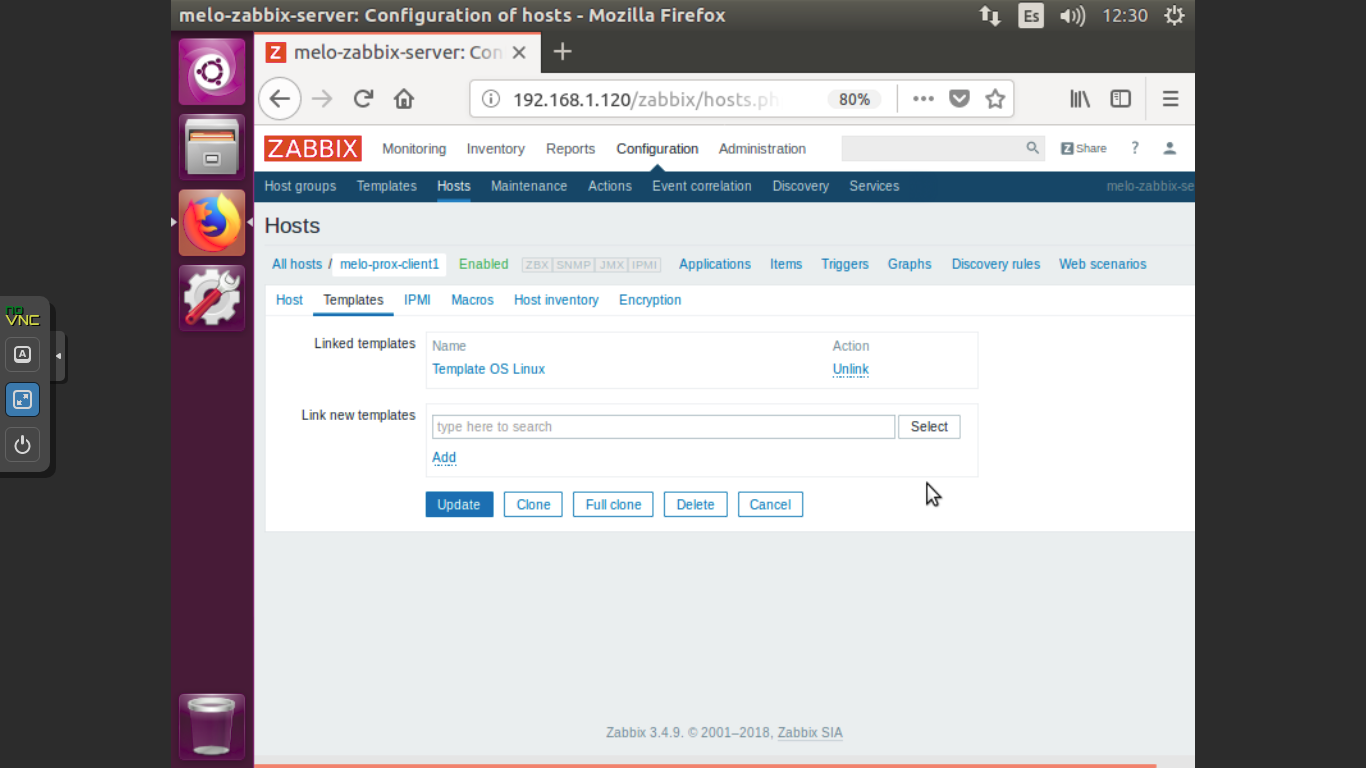 melo-zabbix-server: Configuration of hosts - Mozilla Firefox
Es
12:30
Z melo-zabbix-server: Con
192.168.1.120/zabbix/hosts.ph
80%
ZABBIX
Monitoring
Inventory
Reports
Configuration
Administration
Z Share
?
Host groups
Templates
Hosts
Maintenance
Actions
Event correlation
Discovery
Services
melo-zabbix-se
Hosts
All hosts / melo-prox-client1
Enabled
ZBX SNMP JMX IPMI
Applications
Items
Triggers
Graphs
Discovery rules
Web scenarios
Host
Templates
IPMI
Macros
Host inventory
Encryption
no
VNC
A
Linked templates
Name
Action
Template OS Linux
Unlink
Link new templates
type here to search
Select
Add
Update
Clone
Full clone
Delete
Cancel
Zabbix 3.4.9. © 2001–2018, Zabbix SIA